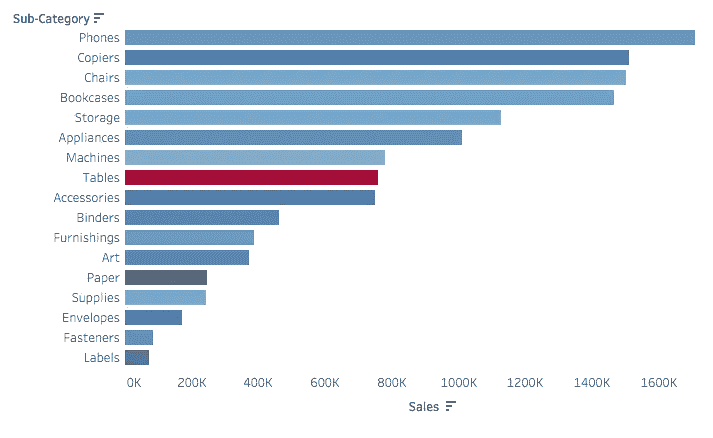 Sub-Category
Phones
Copiers
Chairs
Bookcases
Storage
Appliances
Machines
Tables
Accessories
Binders
Furnishings
Art
Paper
Supplies
Envelopes
Fasteners
Labels
0K 200K 400K 600K 800K 1000K 1200K 1400K 1600K
Sales